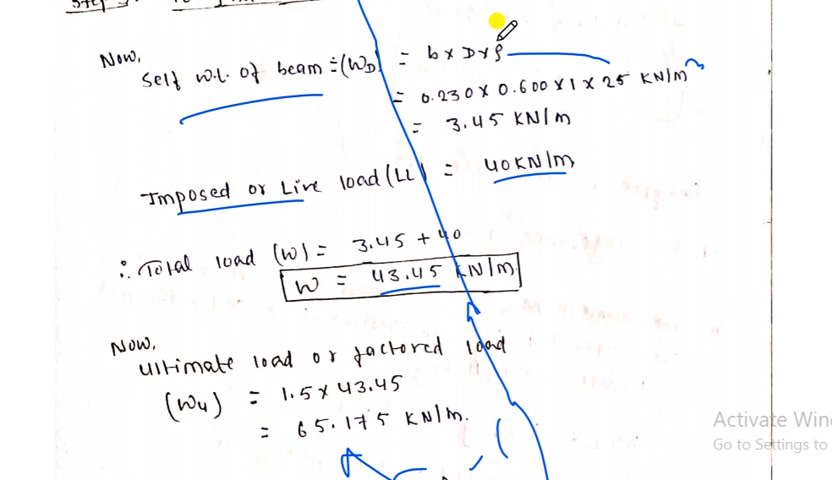 Now,
Self wt. of beam :- (WD) = b x D x ρ
= 0.230 x 0.600 x 1 x 25 KN/m
= 3.45 KN/m
Imposed or Live load (LL) = 40 KN/m
∴ Total load (W) = 3.45 + 40
W = 43.45 KN/m
Now,
Ultimate load or factored load
(Wu) = 1.5 x 43.45
= 65.175 KN/m.
Activate Win
Go to Settings to